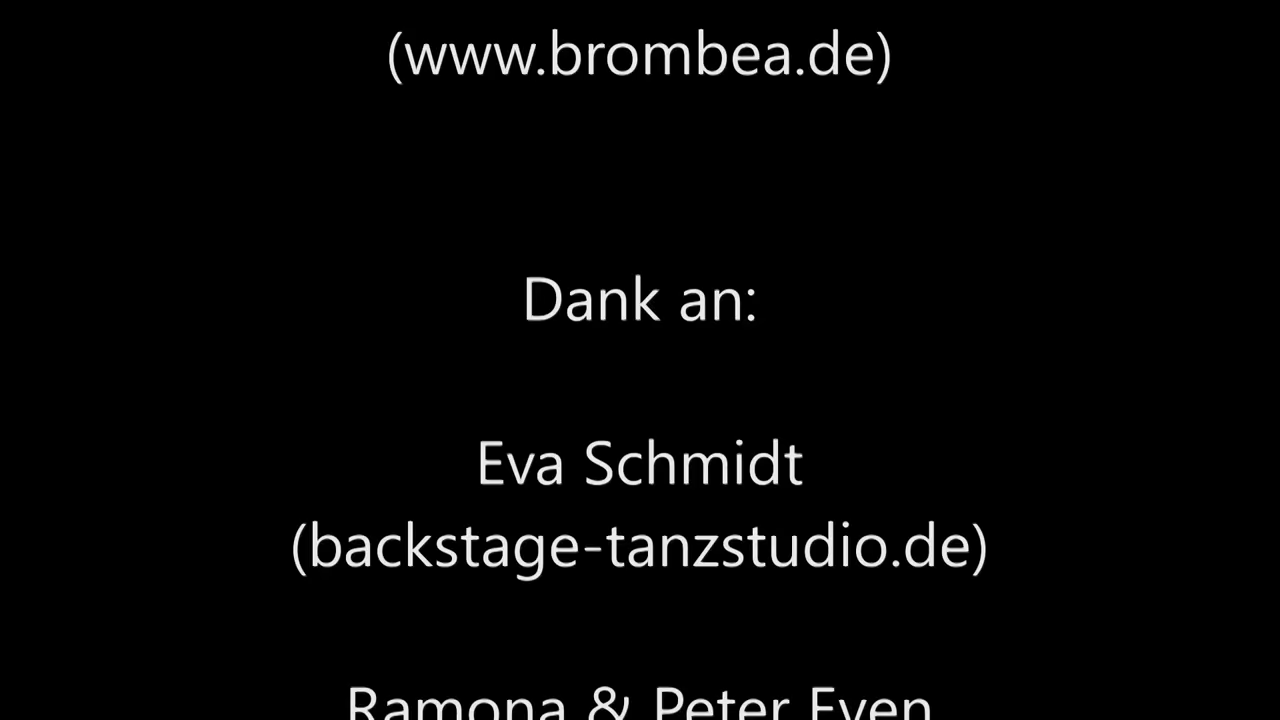 (www.brombea.de)
Dank an:
Eva Schmidt
(backstage-tanzstudio.de)
Ramona & Peter Even